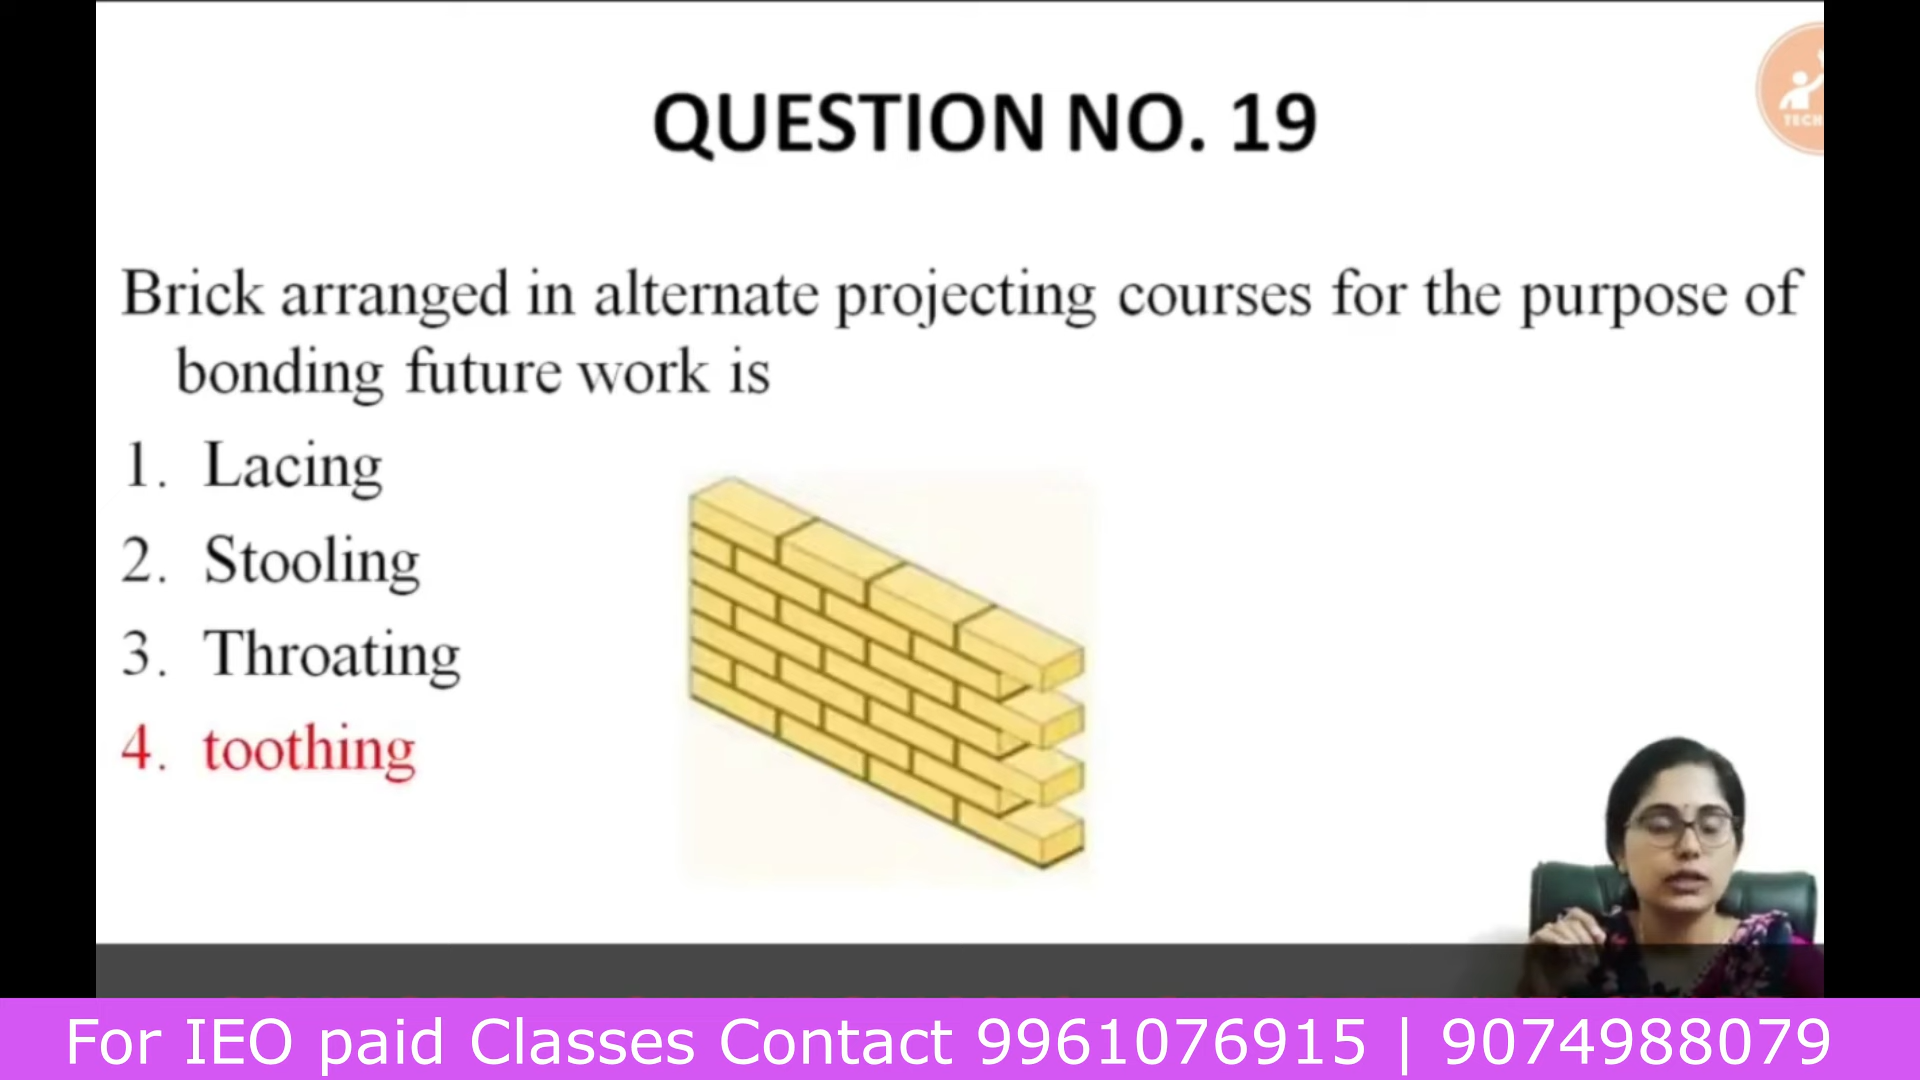 TECH
QUESTION NO. 19
Brick arranged in alternate projecting courses for the purpose of
bonding future work is
1. Lacing
2. Stooling
3. Throating
4. toothing
For IEO paid Classes Contact 9961076915 | 9074988079